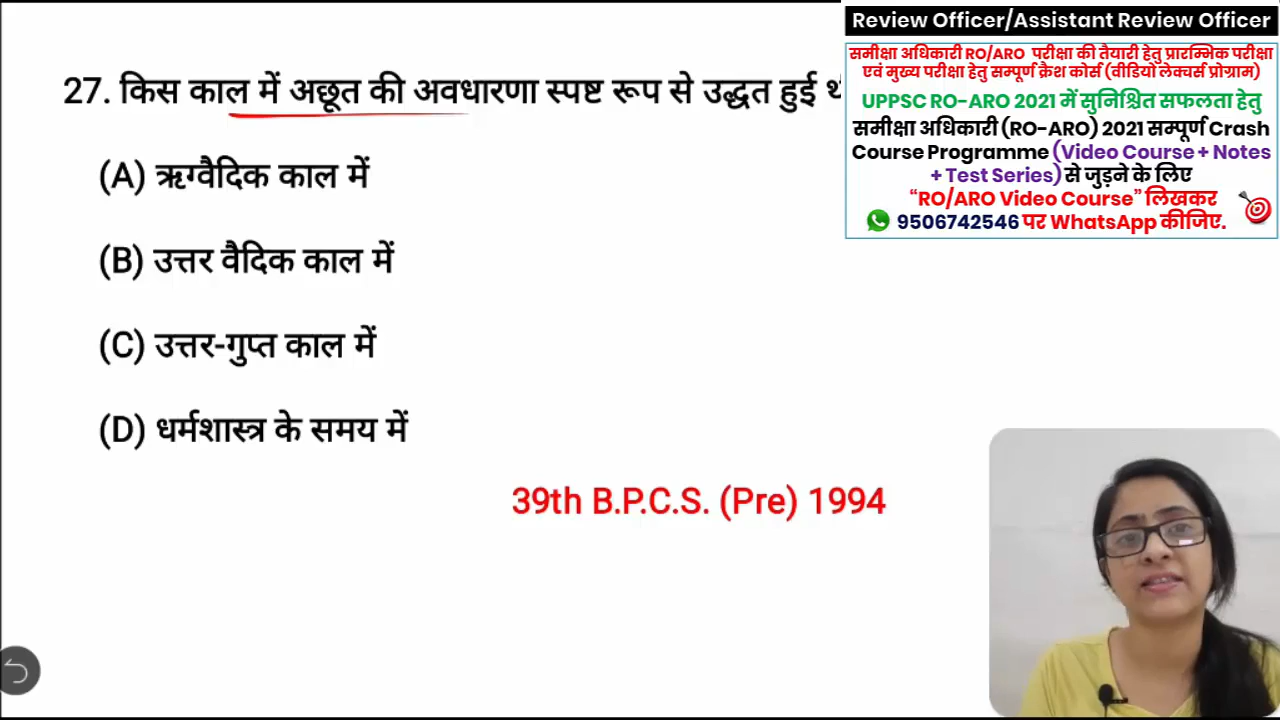 Review Officer/Assistant Review Officer
समीक्षा अधिकारी RO/ARO परीक्षा की तैयारी हेतु प्रारम्भिक परीक्षा
एवं मुख्य परीक्षा हेतु सम्पूर्ण क्रैश कोर्स (वीडियो लेक्चर्स प्रोग्राम)
UPPSC RO-ARO 2021 में सुनिश्चित सफलता हेतु
समीक्षा अधिकारी (RO-ARO) 2021 सम्पूर्ण Crash
Course Programme (Video Course + Notes
+ Test Series) से जुड़ने के लिए
“RO/ARO Video Course” लिखकर
9506742546 पर WhatsApp कीजिए.
27. किस काल में अछूत की अवधारणा स्पष्ट रूप से उद्धत हुई
(A) ऋग्वैदिक काल में
(B) उत्तर वैदिक काल में
(C) उत्तर-गुप्त काल में
(D) धर्मशास्त्र के समय में
39th B.P.C.S. (Pre) 1994